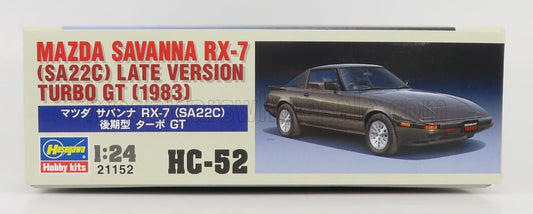 MAZDA SAVANNA RX-7
(SA22C) LATE VERSION
TURBO GT (1983)
マツダ サバンナ RX-7 (SA22C)
後期型 ターボ GT
Hasegawa
Hobby kits
1:24
21152
HC-52